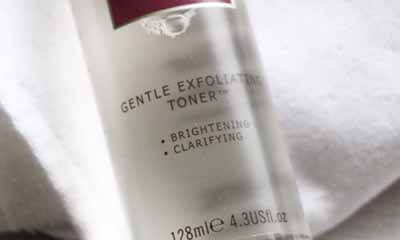 GENTLE EXFOLIATING
TONER™
• BRIGHTENING
• CLARIFYING.
128ml℮ 4.3USfl.oz